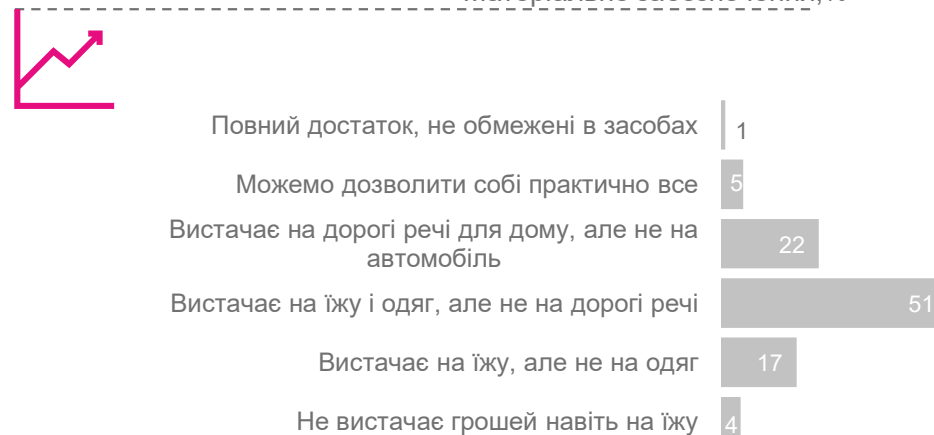 Повний достаток, не обмежені в засобах
1
Можемо дозволити собі практично все
5
Вистачає на дорогі речі для дому, але не на
автомобіль
22
Вистачає на їжу і одяг, але не на дорогі речі
51
Вистачає на їжу, але не на одяг
17
Не вистачає грошей навіть на їжу
4